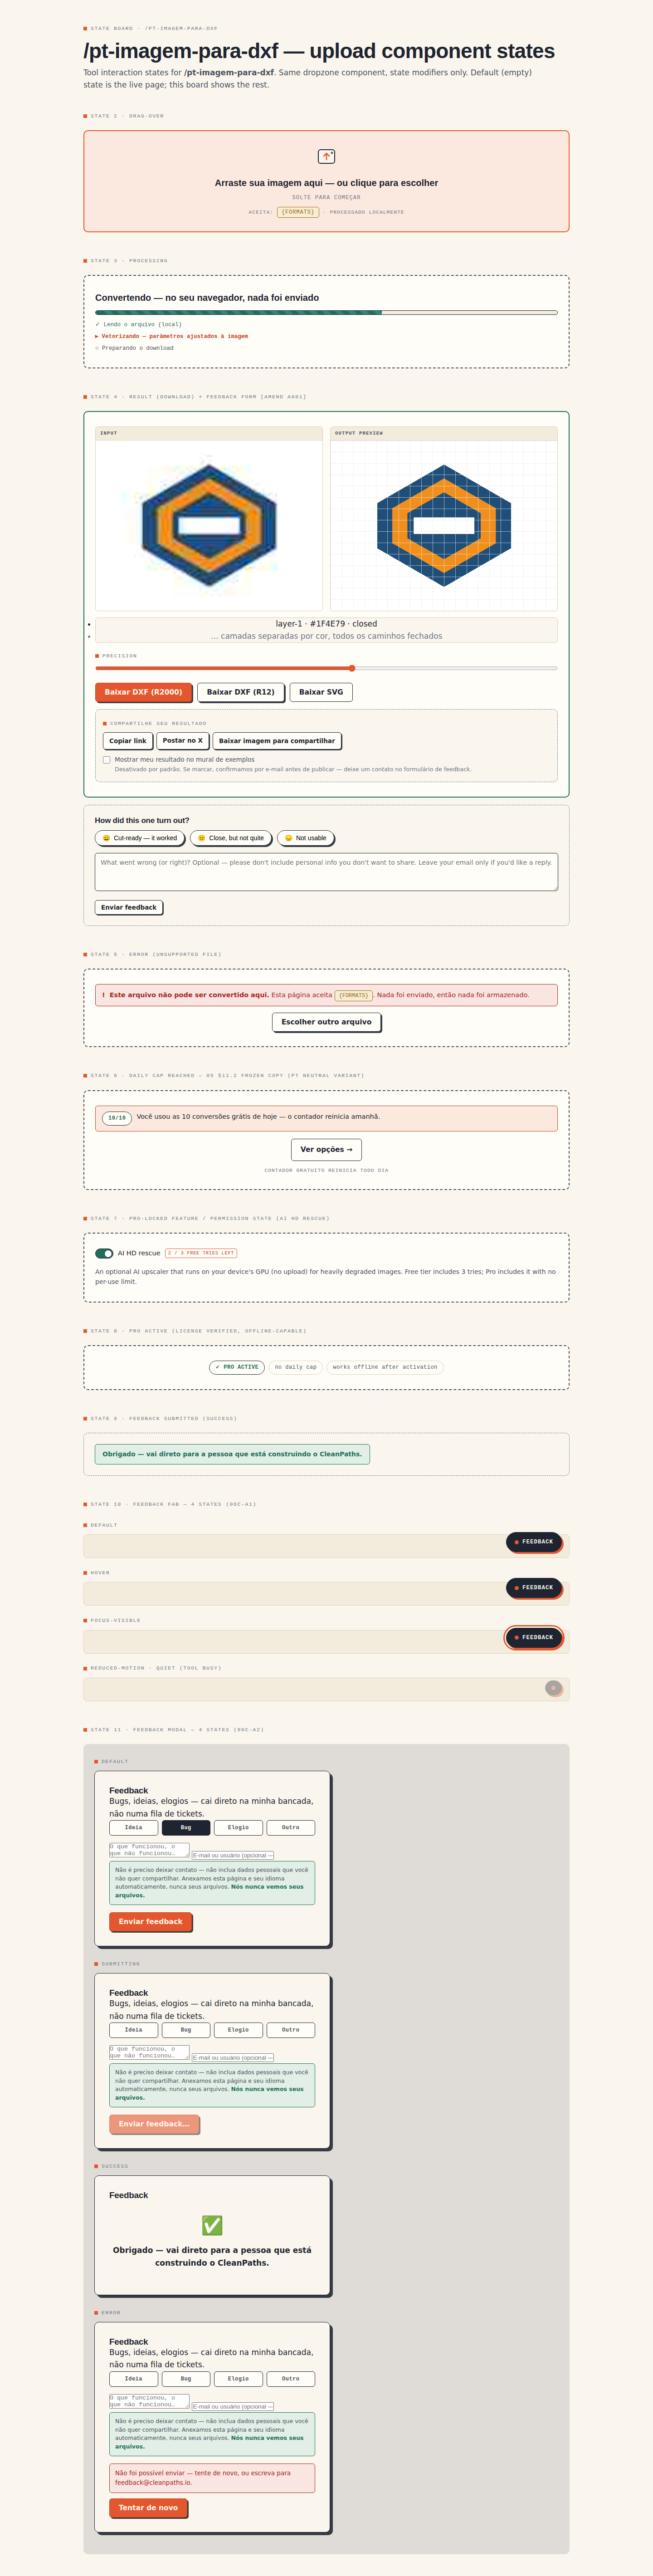 STATE BOARD · /PT-IMAGEM-PARA-DXF
/pt-imagem-para-dxf — upload component states
Tool interaction states for /pt-imagem-para-dxf. Same dropzone component, state modifiers only. Default (empty)
state is the live page; this board shows the rest.
STATE 2 · DRAG-OVER
Arraste sua imagem aqui — ou clique para escolher
SOLTE PARA COMEÇAR
ACEITA: {FORMATS} · PROCESSADO LOCALMENTE
STATE 3 · PROCESSING
Convertendo — no seu navegador, nada foi enviado
✓ Lendo o arquivo (local)
▶ Vetorizando — parâmetros ajustados à imagem
○ Preparando o download
STATE 4 · RESULT (DOWNLOAD) + FEEDBACK FORM [AMEND A001]
INPUT
OUTPUT PREVIEW
layer-1 · #1F4E79 · closed
… camadas separadas por cor, todos os caminhos fechados
PRECISION
Baixar DXF (R2000)
Baixar DXF (R12)
Baixar SVG
COMPARTILHE SEU RESULTADO
Copiar link
Postar no X
Baixar imagem para compartilhar
Mostrar meu resultado no mural de exemplos
Desativado por padrão. Se marcar, confirmamos por e-mail antes de publicar — deixe um contato no formulário de feedback.
How did this one turn out?
😀 Cut-ready — it worked
😐 Close, but not quite
😞 Not usable
What went wrong (or right)? Optional — please don't include personal info you don't want to share. Leave your email only if you'd like a reply.
Enviar feedback
STATE 5 · ERROR (UNSUPPORTED FILE)
! Este arquivo não pode ser convertido aqui. Esta página aceita {FORMATS}. Nada foi enviado, então nada foi armazenado.
Escolher outro arquivo
STATE 6 · DAILY CAP REACHED — 05 §11.2 FROZEN COPY (PT NEUTRAL VARIANT)
10/10 Você usou as 10 conversões grátis de hoje — o contador reinicia amanhã.
Ver opções →
CONTADOR GRATUITO REINICIA TODO DIA
STATE 7 · PRO-LOCKED FEATURE / PERMISSION STATE (AI HD RESCUE)
AI HD rescue 2 / 3 FREE TRIES LEFT
An optional AI upscaler that runs on your device's GPU (no upload) for heavily degraded images. Free tier includes 3 tries; Pro includes it with no
per-use limit.
STATE 8 · PRO ACTIVE (LICENSE VERIFIED, OFFLINE-CAPABLE)
✓ PRO ACTIVE
no daily cap
works offline after activation
STATE 9 · FEEDBACK SUBMITTED (SUCCESS)
Obrigado — vai direto para a pessoa que está construindo o CleanPaths.
STATE 10 · FEEDBACK FAB — 4 STATES (06C-A1)
DEFAULT
FEEDBACK
HOVER
FEEDBACK
FOCUS-VISIBLE
FEEDBACK
REDUCED-MOTION · QUIET (TOOL BUSY)
STATE 11 · FEEDBACK MODAL — 4 STATES (06C-A2)
DEFAULT
Feedback
Bugs, ideias, elogios — cai direto na minha bancada,
não numa fila de tickets.
Ideia
Bug
Elogio
Outro
O que funcionou, o
que não funcionou…
E-mail ou usuário (opcional —
Não é preciso deixar contato — não inclua dados pessoais que você
não quer compartilhar. Anexamos esta página e seu idioma
automaticamente, nunca seus arquivos. Nós nunca vemos seus
arquivos.
Enviar feedback
SUBMITTING
Feedback
Bugs, ideias, elogios — cai direto na minha bancada,
não numa fila de tickets.
Ideia
Bug
Elogio
Outro
O que funcionou, o
que não funcionou…
E-mail ou usuário (opcional —
Não é preciso deixar contato — não inclua dados pessoais que você
não quer compartilhar. Anexamos esta página e seu idioma
automaticamente, nunca seus arquivos. Nós nunca vemos seus
arquivos.
Enviar feedback…
SUCCESS
Feedback
Obrigado — vai direto para a pessoa que está
construindo o CleanPaths.
ERROR
Feedback
Bugs, ideias, elogios — cai direto na minha bancada,
não numa fila de tickets.
Ideia
Bug
Elogio
Outro
O que funcionou, o
que não funcionou…
E-mail ou usuário (opcional —
Não é preciso deixar contato — não inclua dados pessoais que você
não quer compartilhar. Anexamos esta página e seu idioma
automaticamente, nunca seus arquivos. Nós nunca vemos seus
arquivos.
Não foi possível enviar — tente de novo, ou escreva para
feedback@cleanpaths.io.
Tentar de novo